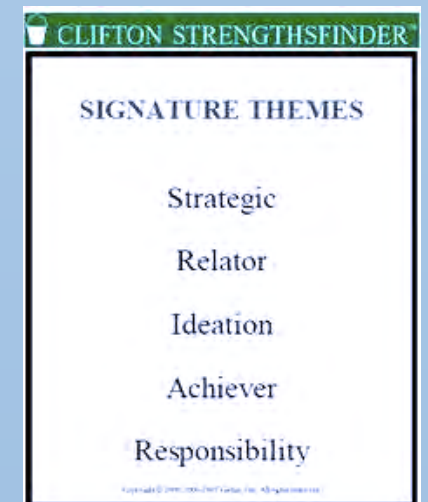 CLIFTON STRENGTHSFINDER
SIGNATURE THEMES
Strategic
Relator
Ideation
Achiever
Responsibility